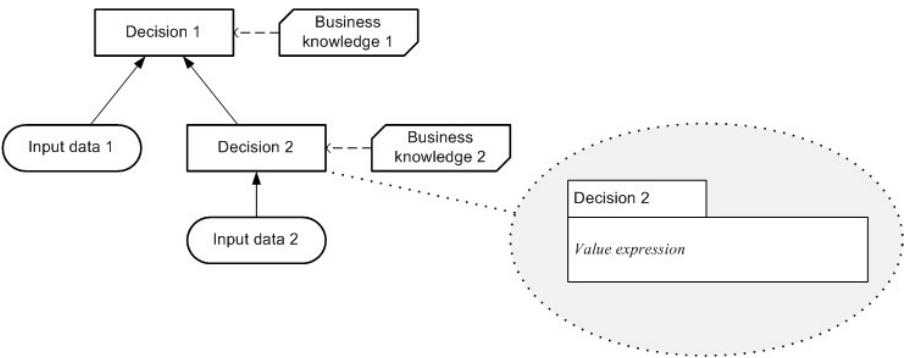 Decision 1
Business
knowledge 1
Input data 1
Decision 2
Business
knowledge 2
Input data 2
Decision 2
Value expression